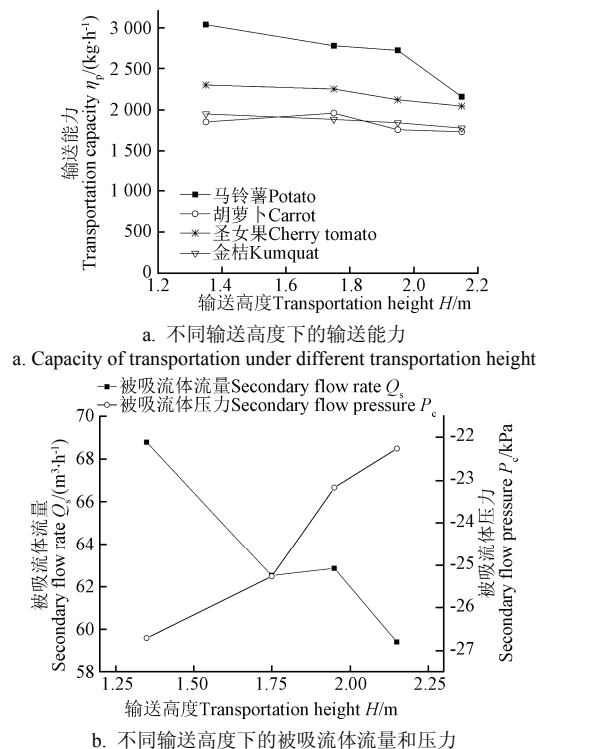 3 000
2 500
2 000
1 500
1 000
500
0
输送能力
Transportation capacity ηp/(kg·h-1)
马铃薯Potato
胡萝卜Carrot
圣女果Cherry tomato
金桔Kumquat
1.2 1.4 1.6 1.8 2.0 2.2
输送高度Transportation height H/m
a. 不同输送高度下的输送能力
a. Capacity of transportation under different transportation height
被吸流体流量Secondary flow rate Qs
被吸流体压力Secondary flow pressure Pc
70
68
66
64
62
60
58
被吸流体流量
Secondary flow rate Qs/(m3·h-1)
-22
-23
-24
-25
-26
-27
被吸流体压力
Secondary flow pressure Pc/kPa
1.25 1.50 1.75 2.00 2.25
输送高度Transportation height H/m
b. 不同输送高度下的被吸流体流量和压力